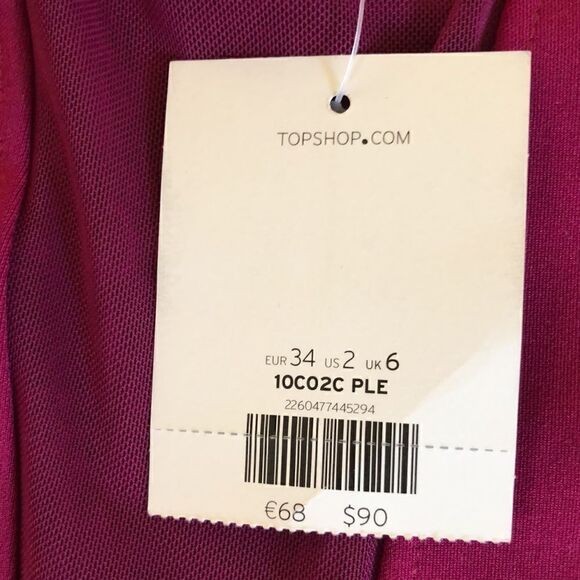 TOPSHOP.COM
EUR 34 US 2 UK 6
10C02C PLE
2260477445294
€68 $90